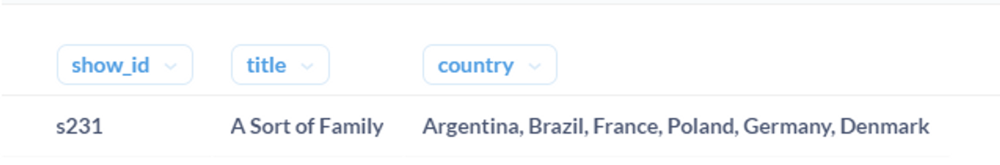 show_id title country
s231 A Sort of Family Argentina, Brazil, France, Poland, Germany, Denmark